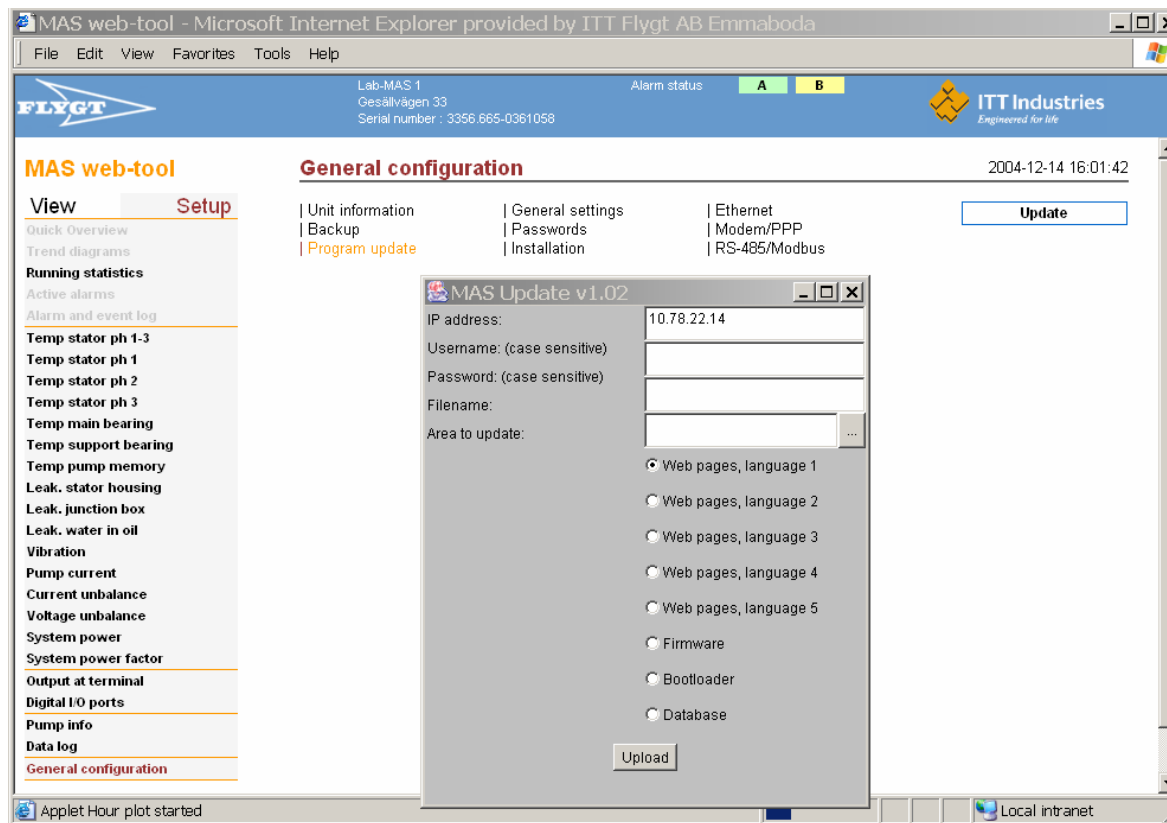 MAS web-tool - Microsoft Internet Explorer provided by ITT Flygt AB Emmaboda
File Edit View Favorites Tools Help
FLYGT
Lab-MAS 1
Gesällvägen 33
Serial number : 3356.665-0361058
Alarm status A B
ITT Industries
Engineered for life
MAS web-tool
General configuration
2004-12-14 16:01:42
View Setup
| Unit information | General settings | Ethernet
| Backup | Passwords | Modem/PPP
| Program update | Installation | RS-485/Modbus
Update
Quick Overview
Trend diagrams
Running statistics
Active alarms
Alarm and event log
Temp stator ph 1-3
Temp stator ph 1
Temp stator ph 2
Temp stator ph 3
Temp main bearing
Temp support bearing
Temp pump memory
Leak. stator housing
Leak. junction box
Leak. water in oil
Vibration
Pump current
Current unbalance
Voltage unbalance
System power
System power factor
Output at terminal
Digital I/O ports
Pump info
Data log
General configuration
MAS Update v1.02
IP address: 10.78.22.14
Username: (case sensitive)
Password: (case sensitive)
Filename:
Area to update: ...
Web pages, language 1
Web pages, language 2
Web pages, language 3
Web pages, language 4
Web pages, language 5
Firmware
Bootloader
Database
Upload
Applet Hour plot started
Local intranet